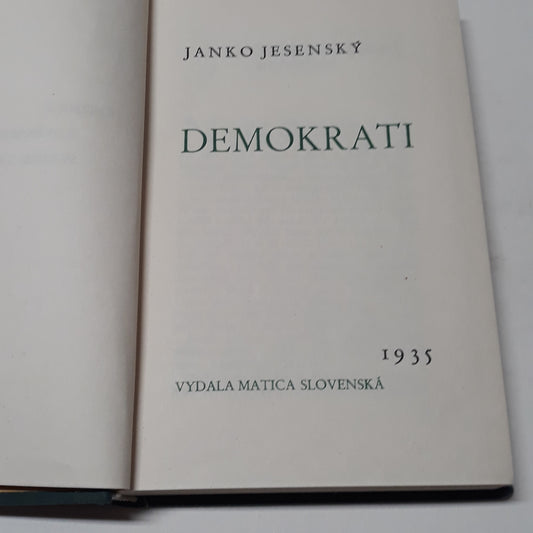 JANKO JESENSKÝ
DEMOKRATI
1935
VYDALA MATICA SLOVENSKÁ